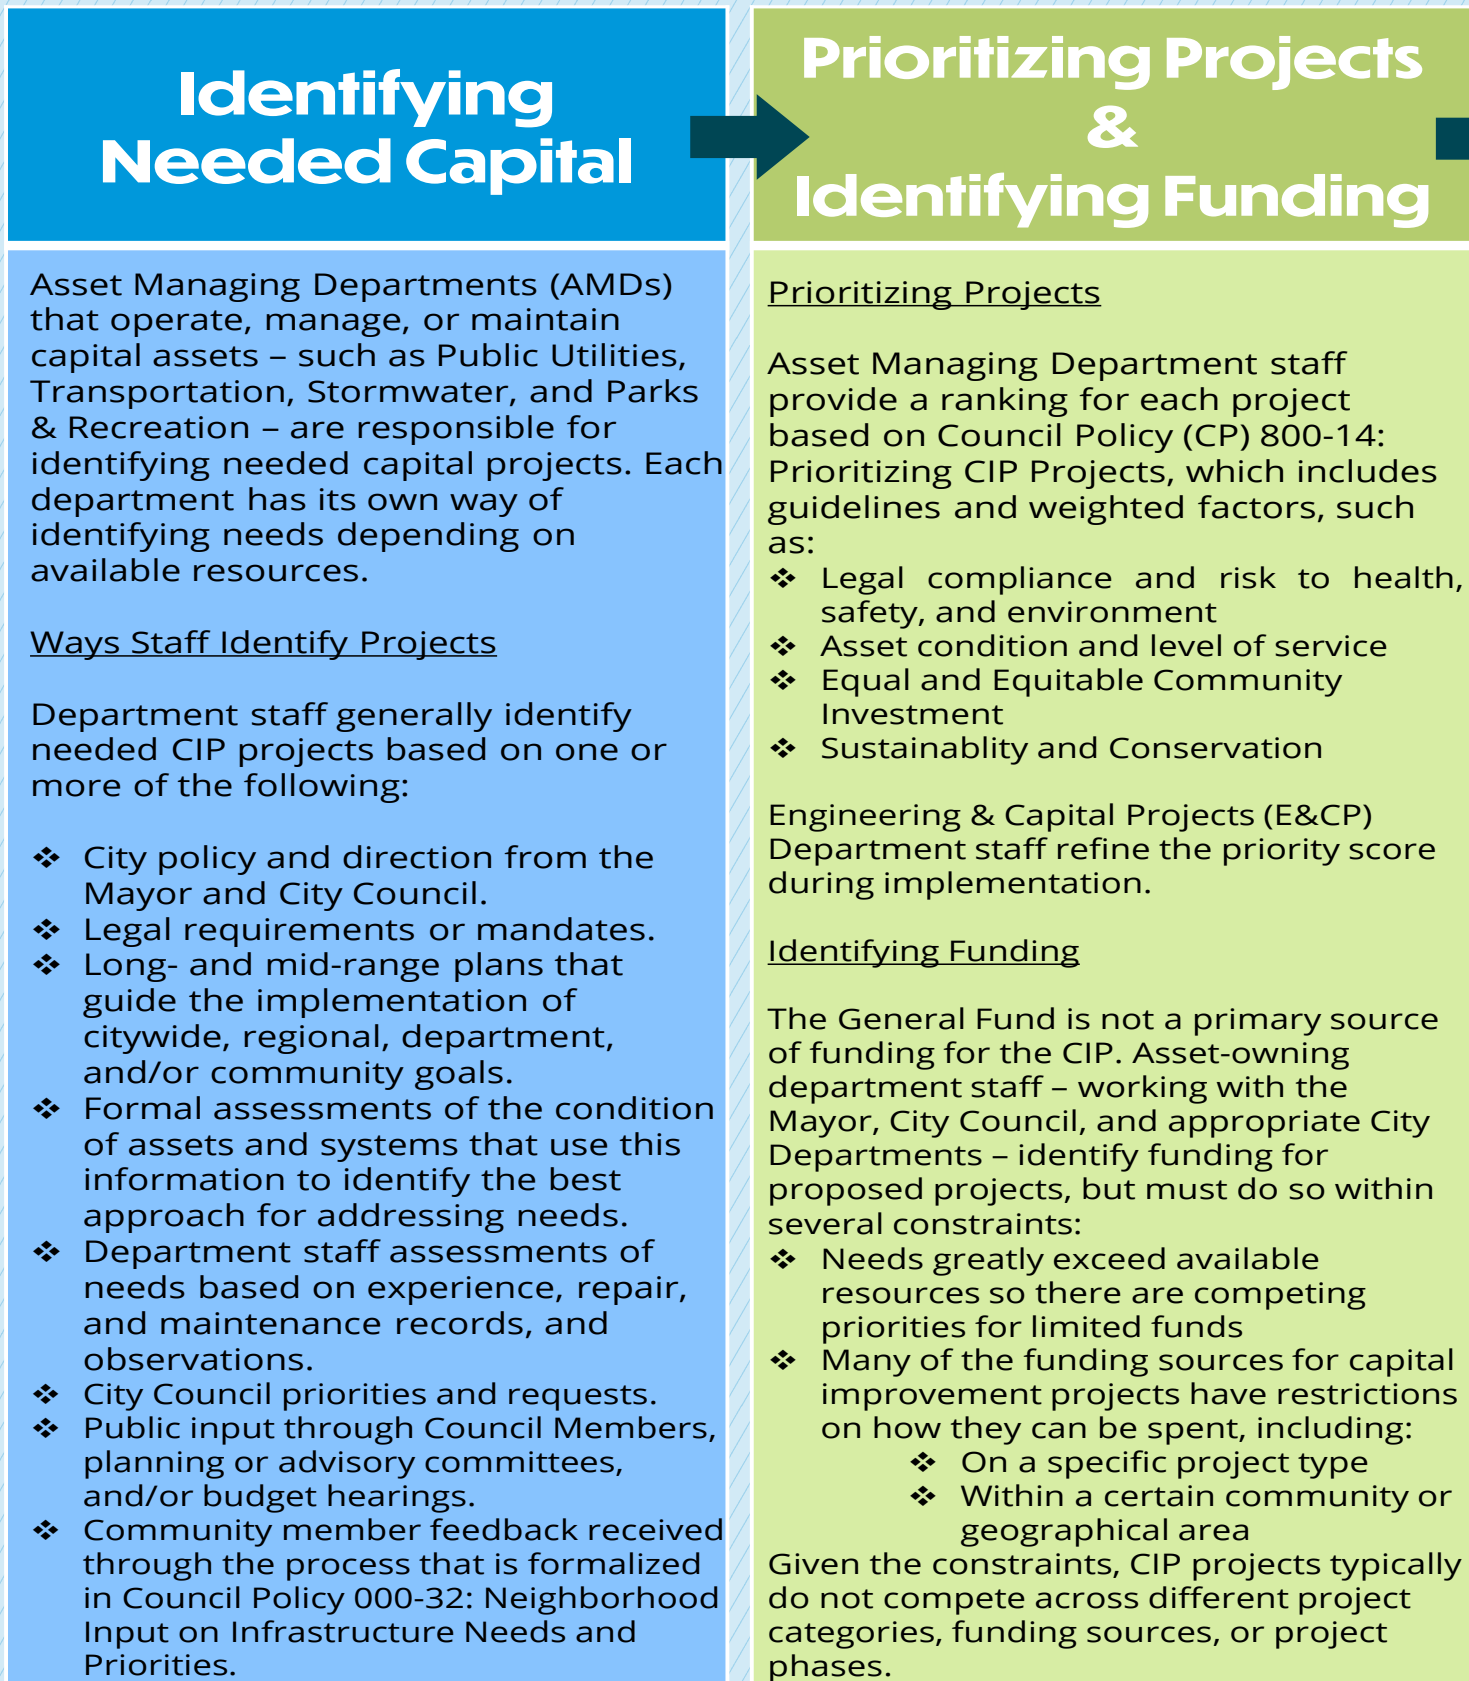 Identifying
Needed Capital
Asset Managing Departments (AMDs)
that operate, manage, or maintain
capital assets – such as Public Utilities,
Transportation, Stormwater, and Parks
& Recreation – are responsible for
identifying needed capital projects. Each
department has its own way of
identifying needs depending on
available resources.
Ways Staff Identify Projects
Department staff generally identify
needed CIP projects based on one or
more of the following:
❖ City policy and direction from the
Mayor and City Council.
❖ Legal requirements or mandates.
❖ Long- and mid-range plans that
guide the implementation of
citywide, regional, department,
and/or community goals.
❖ Formal assessments of the condition
of assets and systems that use this
information to identify the best
approach for addressing needs.
❖ Department staff assessments of
needs based on experience, repair,
and maintenance records, and
observations.
❖ City Council priorities and requests.
❖ Public input through Council Members,
planning or advisory committees,
and/or budget hearings.
❖ Community member feedback received
through the process that is formalized
in Council Policy 000-32: Neighborhood
Input on Infrastructure Needs and
Priorities.
Prioritizing Projects
&
Identifying Funding
Prioritizing Projects
Asset Managing Department staff
provide a ranking for each project
based on Council Policy (CP) 800-14:
Prioritizing CIP Projects, which includes
guidelines and weighted factors, such
as:
❖ Legal compliance and risk to health,
safety, and environment
❖ Asset condition and level of service
❖ Equal and Equitable Community
Investment
❖ Sustainablity and Conservation
Engineering & Capital Projects (E&CP)
Department staff refine the priority score
during implementation.
Identifying Funding
The General Fund is not a primary source
of funding for the CIP. Asset-owning
department staff – working with the
Mayor, City Council, and appropriate City
Departments – identify funding for
proposed projects, but must do so within
several constraints:
❖ Needs greatly exceed available
resources so there are competing
priorities for limited funds
❖ Many of the funding sources for capital
improvement projects have restrictions
on how they can be spent, including:
❖ On a specific project type
❖ Within a certain community or
geographical area
Given the constraints, CIP projects typically
do not compete across different project
categories, funding sources, or project
phases.